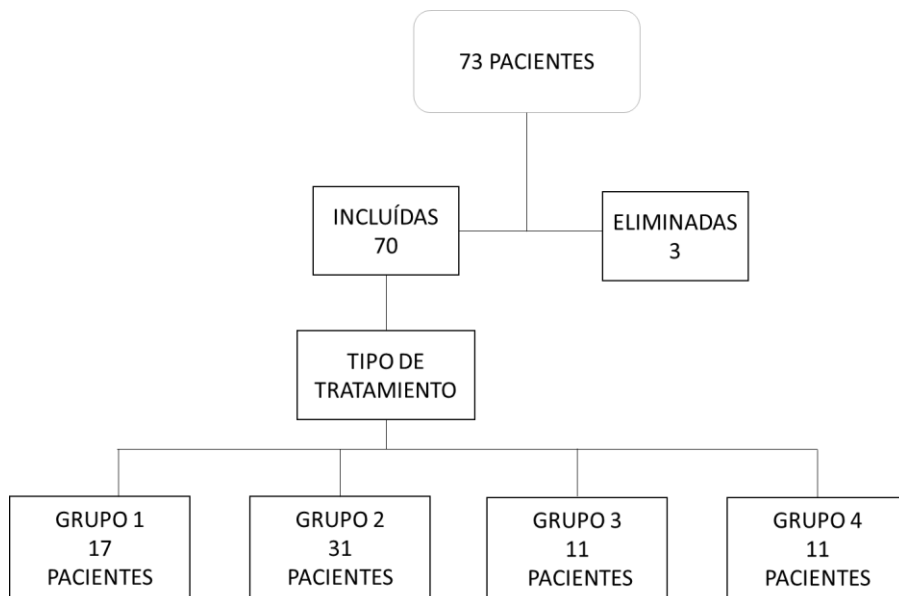 73 PACIENTES
INCLUÍDAS
70
ELIMINADAS
3
TIPO DE
TRATAMIENTO
GRUPO 1
17
PACIENTES
GRUPO 2
31
PACIENTES
GRUPO 3
11
PACIENTES
GRUPO 4
11
PACIENTES